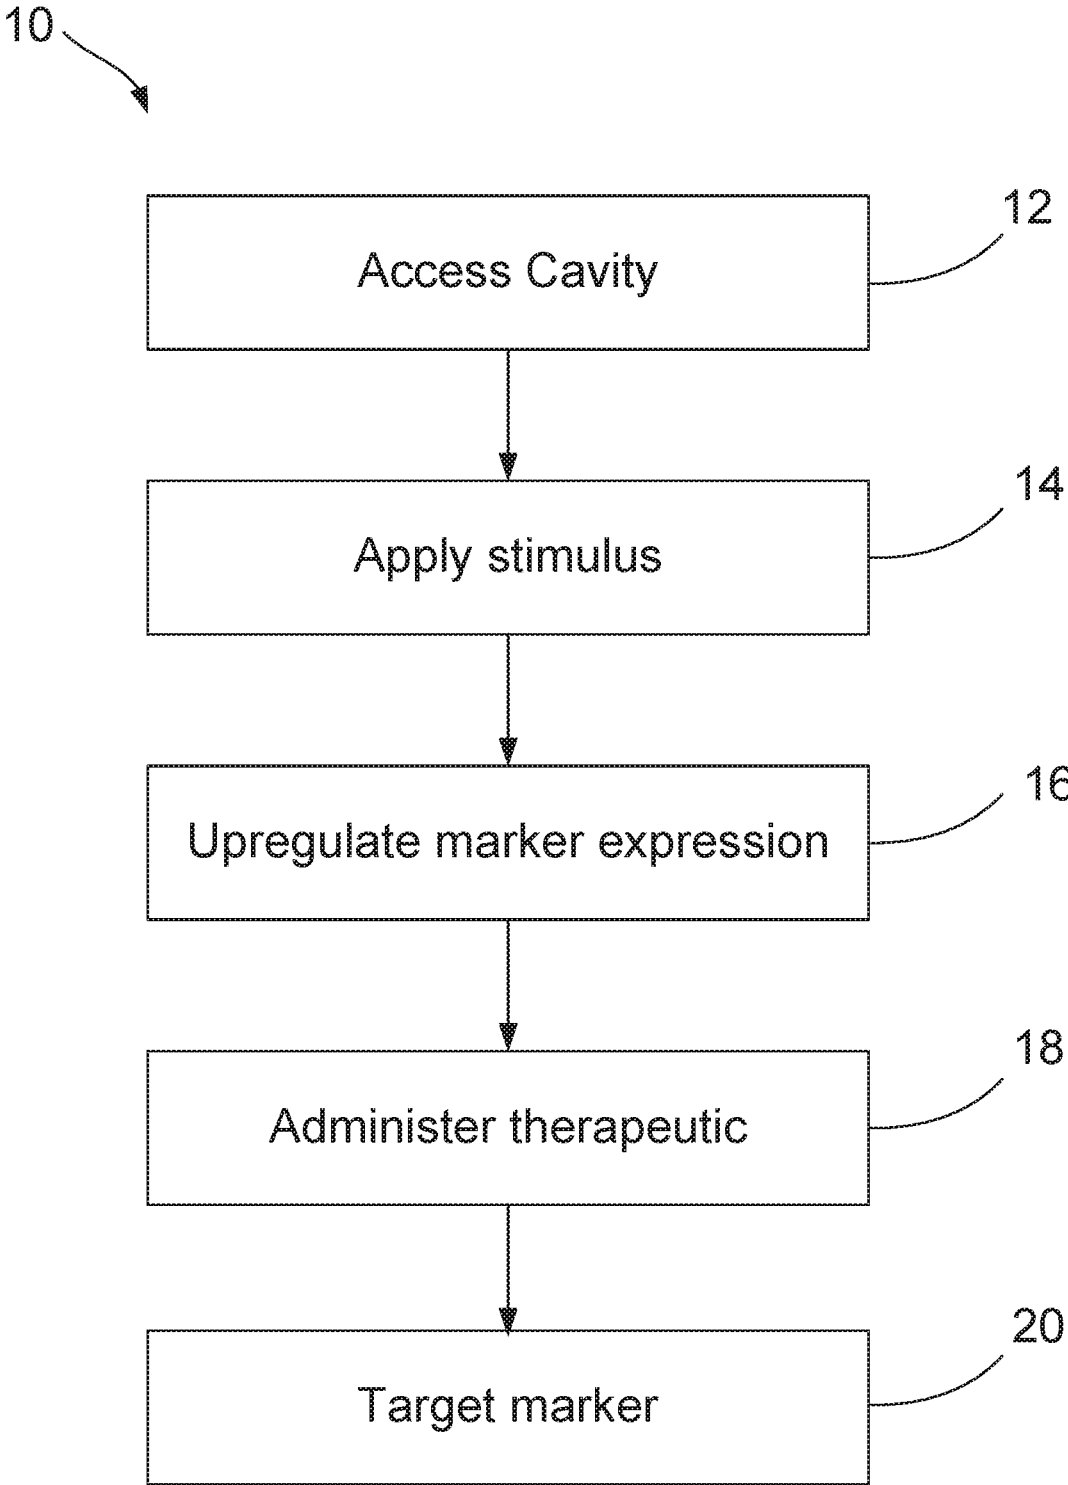 10
12
Access Cavity
14
Apply stimulus
16
Upregulate marker expression
18
Administer therapeutic
20
Target marker